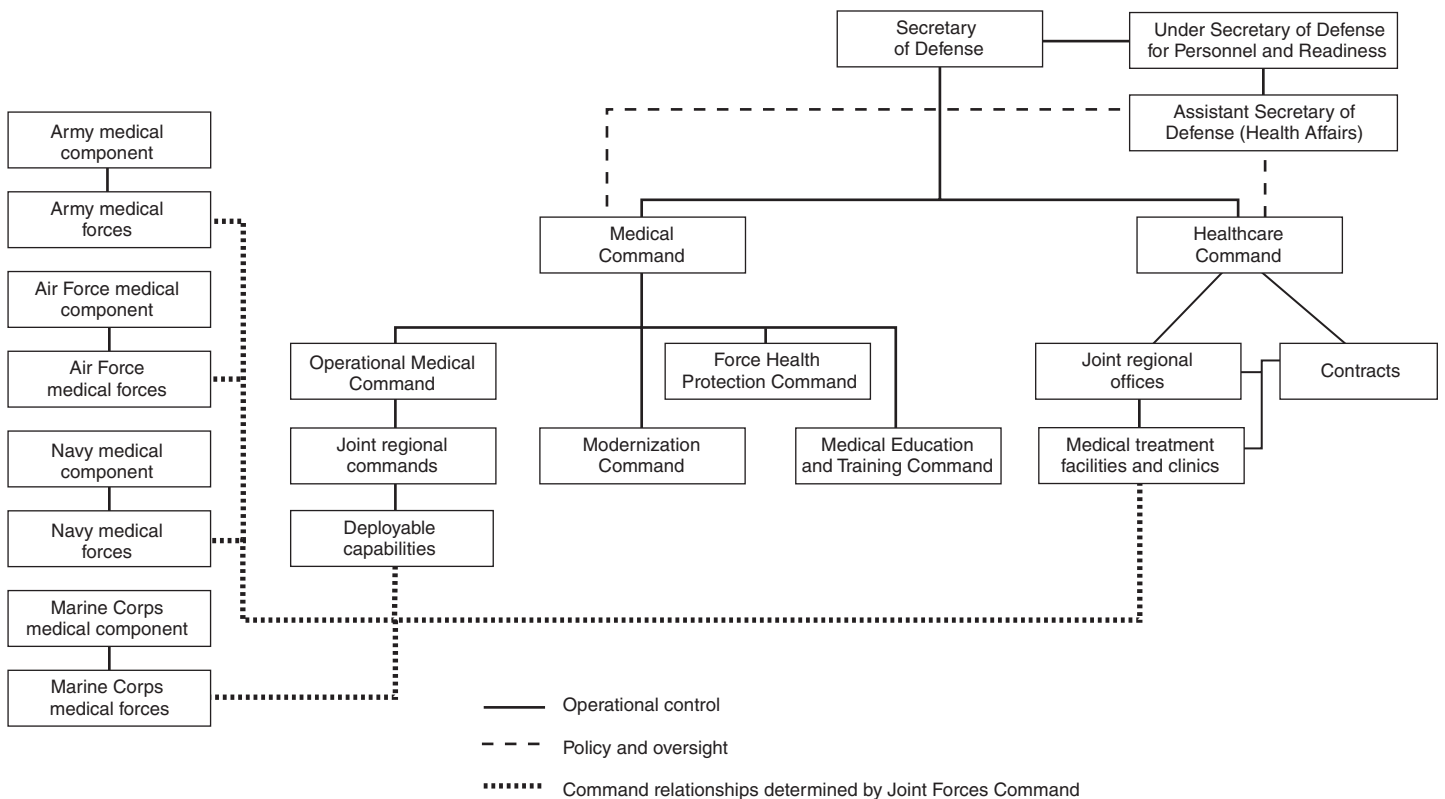 Secretary
of Defense
Under Secretary of Defense
for Personnel and Readiness
Assistant Secretary of
Defense (Health Affairs)
Army medical
component
Army medical
forces
Air Force medical
component
Air Force
medical forces
Navy medical
component
Navy medical
forces
Marine Corps
medical component
Marine Corps
medical forces
Medical
Command
Healthcare
Command
Operational Medical
Command
Force Health
Protection Command
Joint regional
commands
Modernization
Command
Medical Education
and Training Command
Deployable
capabilities
Joint regional
offices
Contracts
Medical treatment
facilities and clinics
Operational control
Policy and oversight
Command relationships determined by Joint Forces Command